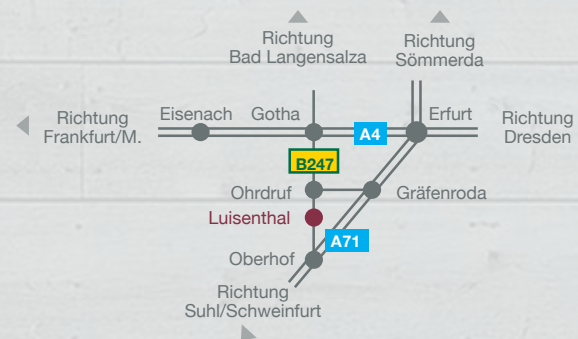 Richtung
Bad Langensalza
Richtung
Sömmerda
Richtung
Frankfurt/M.
Eisenach
Gotha
A4
Erfurt
Richtung
Dresden
B247
Ohrdruf
Gräfenroda
Luisenthal
A71
Oberhof
Richtung
Suhl/Schweinfurt